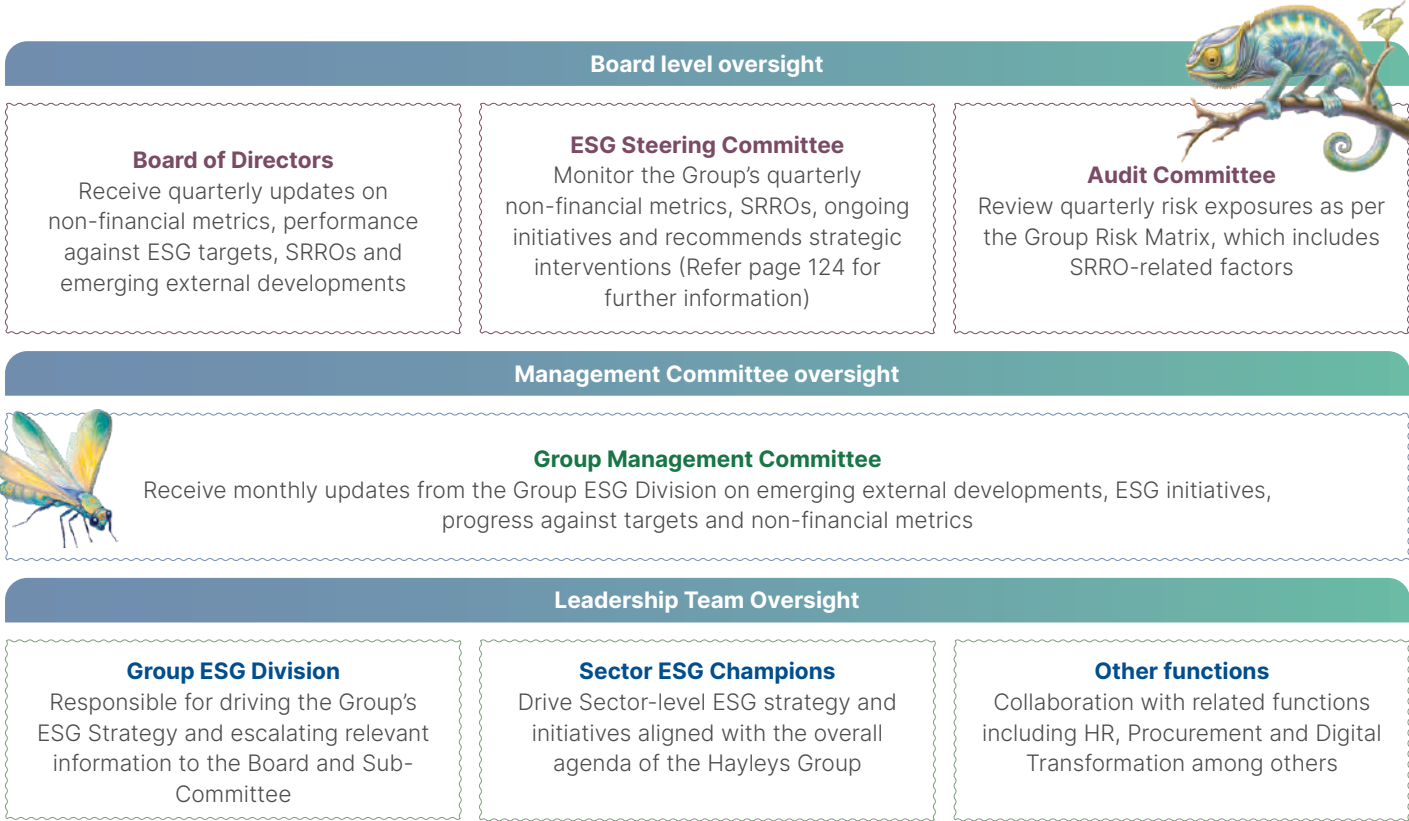 Board level oversight
Board of Directors
Receive quarterly updates on
non-financial metrics, performance
against ESG targets, SRROs and
emerging external developments
ESG Steering Committee
Monitor the Group’s quarterly
non-financial metrics, SRROs, ongoing
initiatives and recommends strategic
interventions (Refer page 124 for
further information)
Audit Committee
Review quarterly risk exposures as per
the Group Risk Matrix, which includes
SRRO-related factors
Management Committee oversight
Group Management Committee
Receive monthly updates from the Group ESG Division on emerging external developments, ESG initiatives,
progress against targets and non-financial metrics
Leadership Team Oversight
Group ESG Division
Responsible for driving the Group’s
ESG Strategy and escalating relevant
information to the Board and Sub-
Committee
Sector ESG Champions
Drive Sector-level ESG strategy and
initiatives aligned with the overall
agenda of the Hayleys Group
Other functions
Collaboration with related functions
including HR, Procurement and Digital
Transformation among others